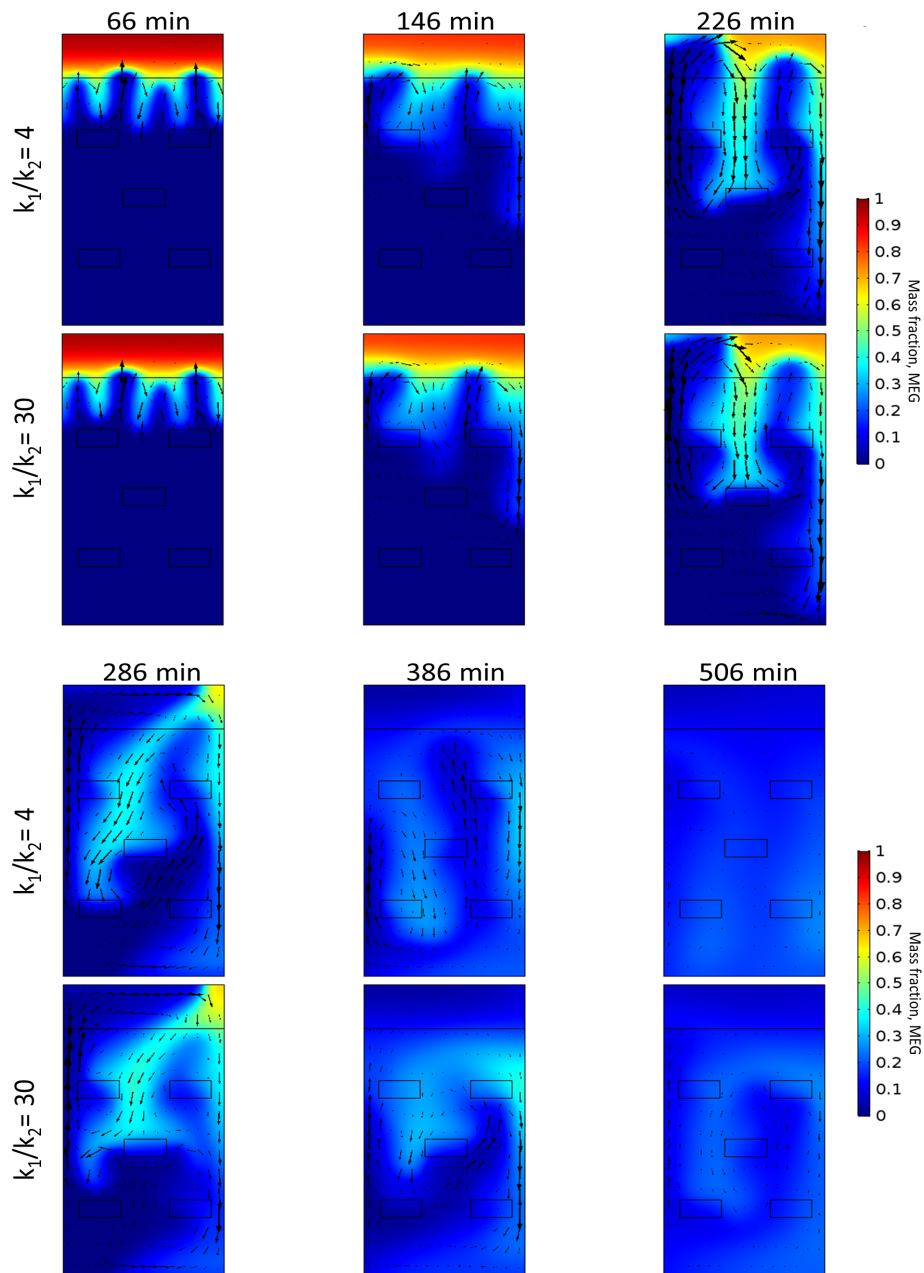 66 min 146 min 226 min
k₁/k₂= 4
k₁/k₂= 30
1
0.9
0.8
0.7
0.6
0.5
0.4
0.3
0.2
0.1
0
Mass fraction, MEG
286 min 386 min 506 min
k₁/k₂= 4
k₁/k₂= 30
1
0.9
0.8
0.7
0.6
0.5
0.4
0.3
0.2
0.1
0
Mass fraction, MEG